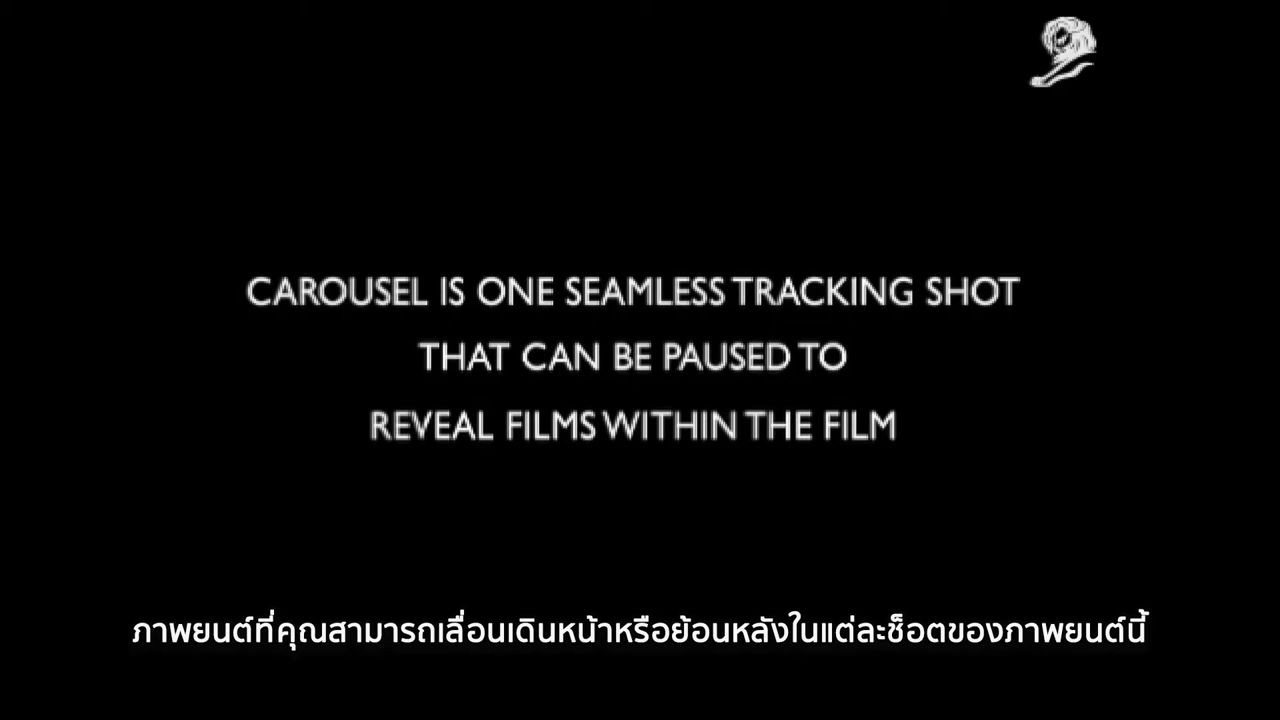 CAROUSEL IS ONE SEAMLESS TRACKING SHOT
THAT CAN BE PAUSED TO
REVEAL FILMS WITHIN THE FILM
ภาพยนต์ที่คุณสามารถเลื่อนเดินหน้าหรือย้อนหลังในแต่ละช็อตของภาพยนต์นี้